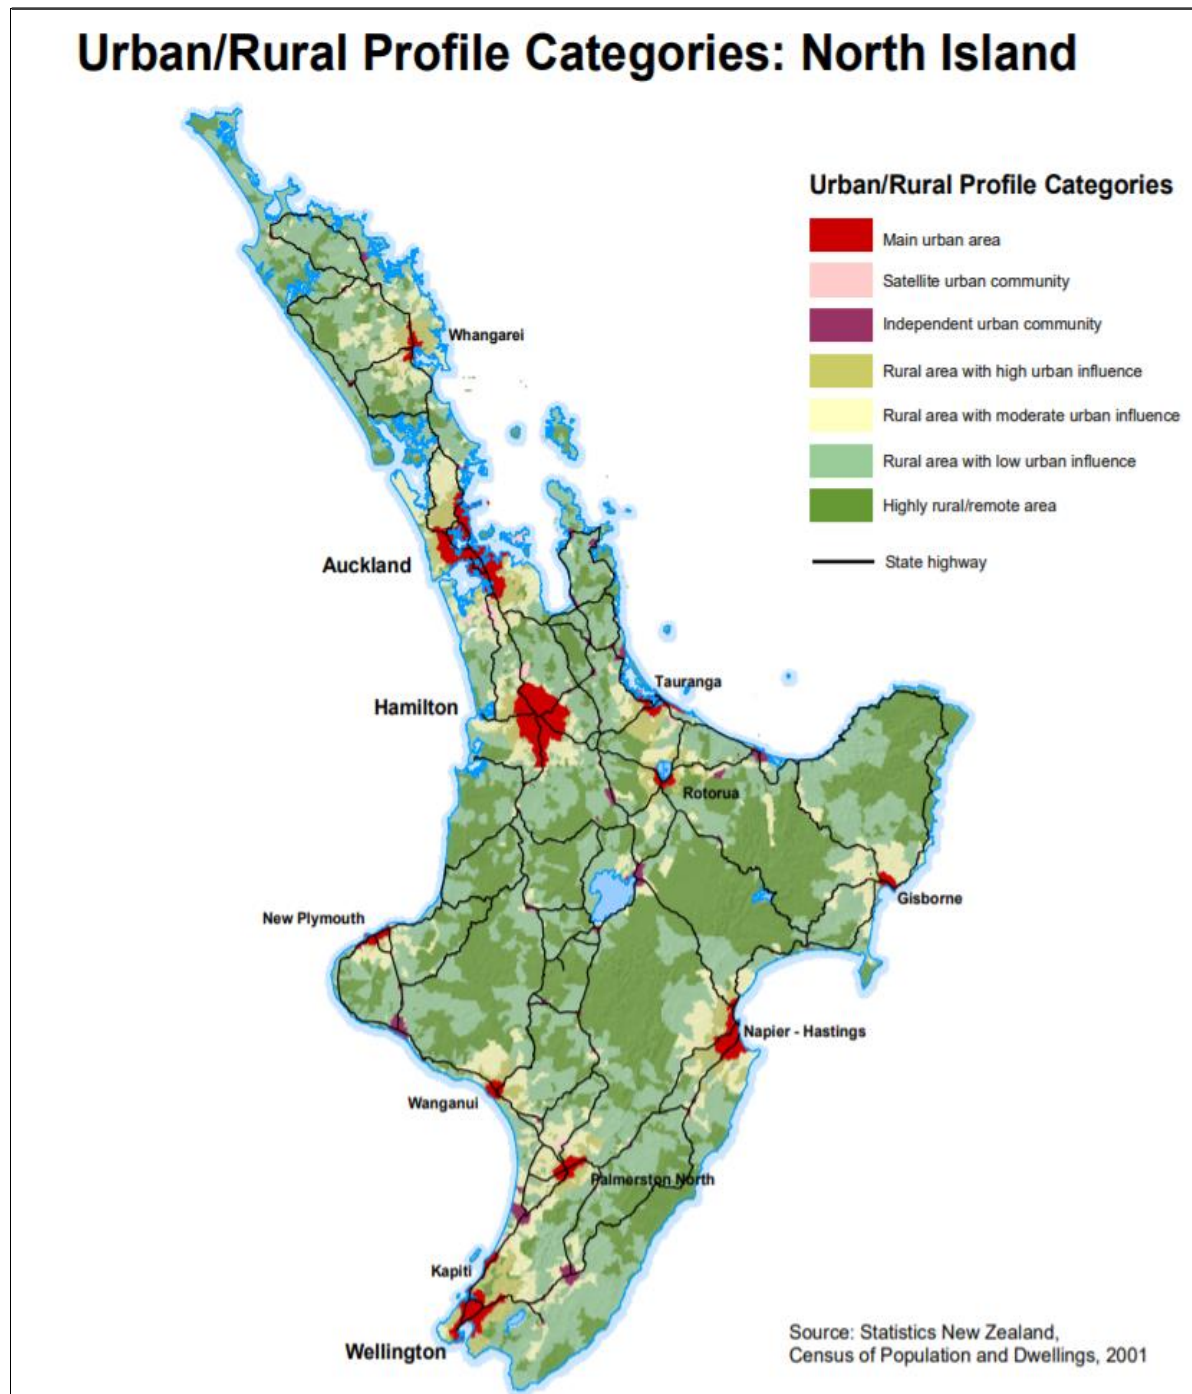 Urban/Rural Profile Categories: North Island
Urban/Rural Profile Categories
Main urban area
Satellite urban community
Independent urban community
Rural area with high urban influence
Rural area with moderate urban influence
Rural area with low urban influence
Highly rural/remote area
State highway
Whangarei
Auckland
Hamilton
Tauranga
Rotorua
Gisborne
New Plymouth
Napier - Hastings
Wanganui
Palmerston North
Kapiti
Wellington
Source: Statistics New Zealand,
Census of Population and Dwellings, 2001